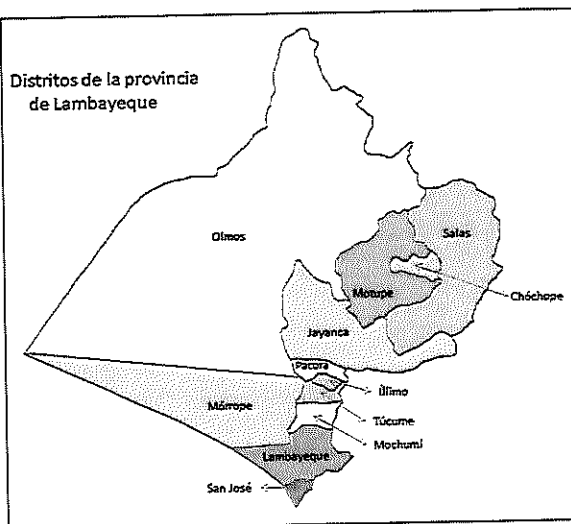 Distritos de la provincia
de Lambayeque
Olmos
Salas
Motupe
Chóchope
Jayanca
Pacora
Íllimo
Mórrope
Túcume
Mochumí
Lambayeque
San José